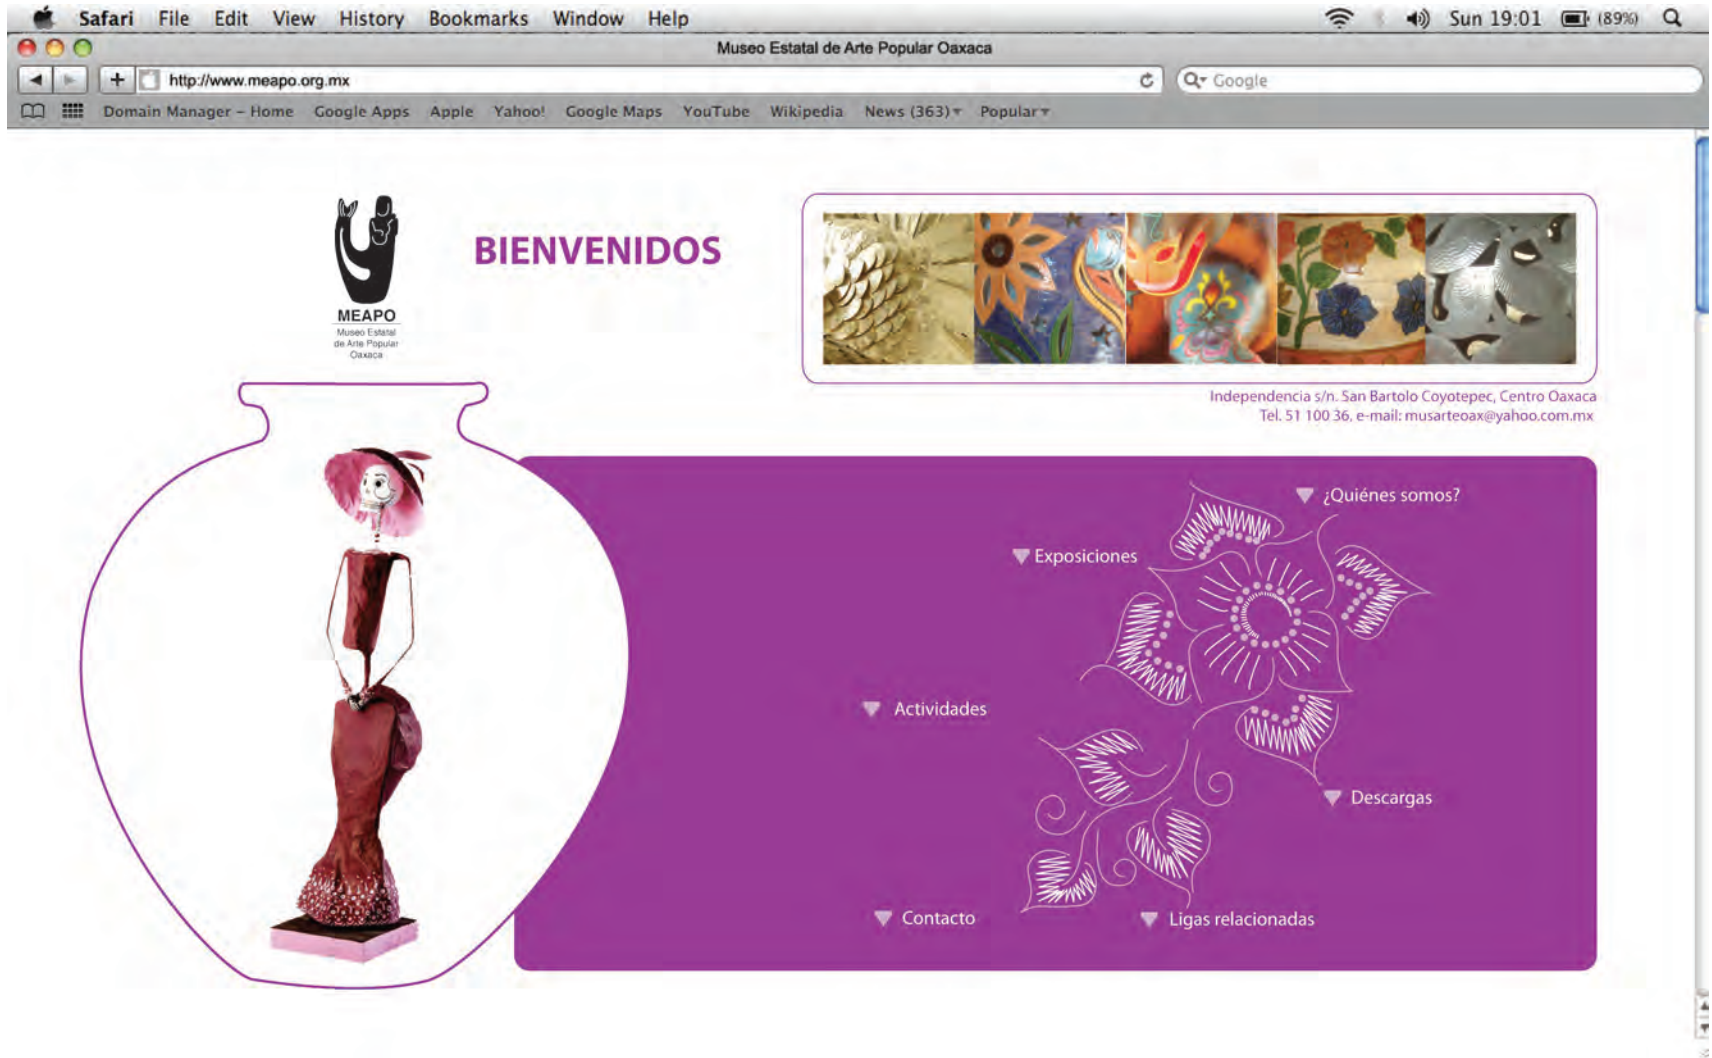 Safari File Edit View History Bookmarks Window Help
Sun 19:01 (89%)
Museo Estatal de Arte Popular Oaxaca
http://www.meapo.org.mx
Google
Domain Manager – Home Google Apps Apple Yahoo! Google Maps YouTube Wikipedia News (363) Popular
BIENVENIDOS
MEAPO
Museo Estatal
de Arte Popular
Oaxaca
Independencia s/n. San Bartolo Coyotepec, Centro Oaxaca
Tel. 51 100 36, e-mail: musarteoax@yahoo.com.mx
¿Quiénes somos?
Exposiciones
Actividades
Descargas
Contacto
Ligas relacionadas